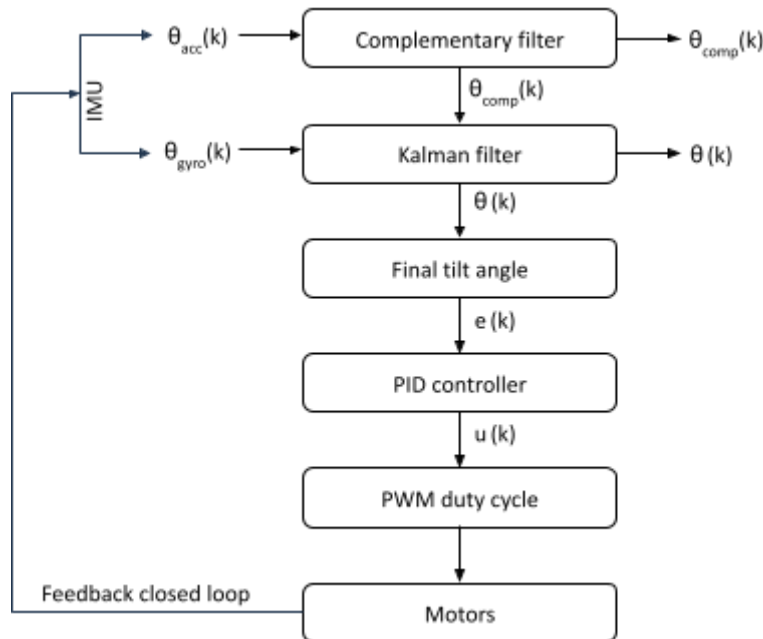 θacc(k)
Complementary filter
θcomp(k)
θcomp(k)
IMU
θgyro(k)
Kalman filter
θ(k)
θ(k)
Final tilt angle
e(k)
PID controller
u(k)
PWM duty cycle
Feedback closed loop
Motors